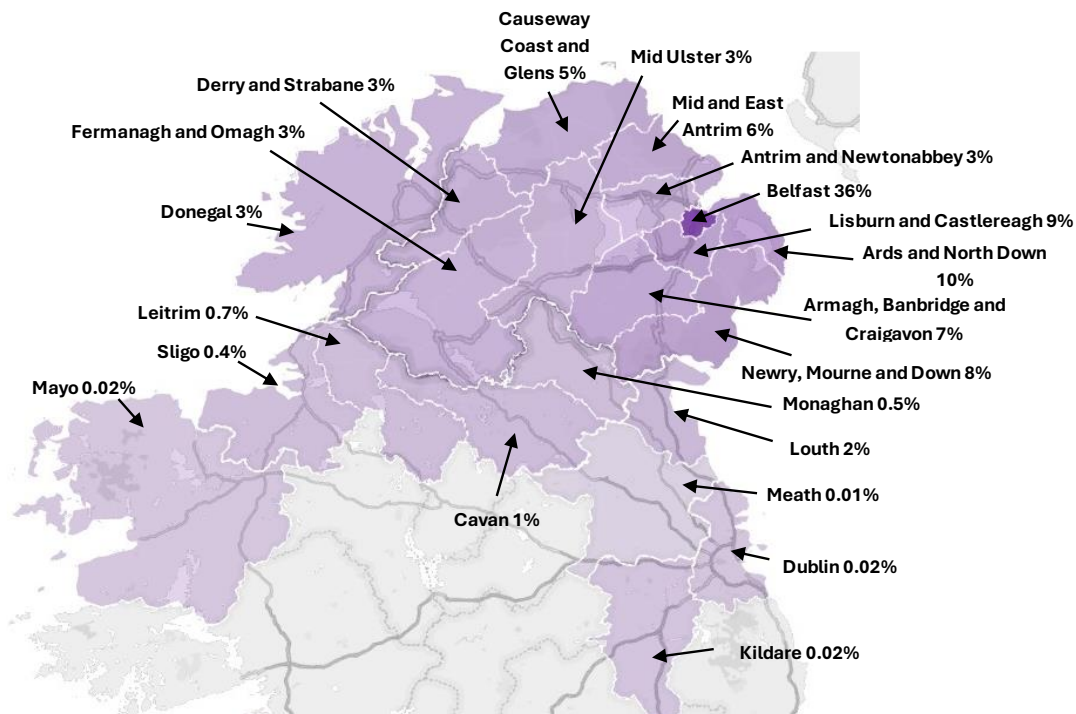 Causeway
Coast and
Glens 5%
Mid Ulster 3%
Derry and Strabane 3%
Mid and East
Antrim 6%
Fermanagh and Omagh 3%
Antrim and Newtonabbey 3%
Belfast 36%
Donegal 3%
Lisburn and Castlereagh 9%
Ards and North Down
10%
Armagh, Banbridge and
Craigavon 7%
Leitrim 0.7%
Sligo 0.4%
Newry, Mourne and Down 8%
Mayo 0.02%
Monaghan 0.5%
Louth 2%
Meath 0.01%
Cavan 1%
Dublin 0.02%
Kildare 0.02%